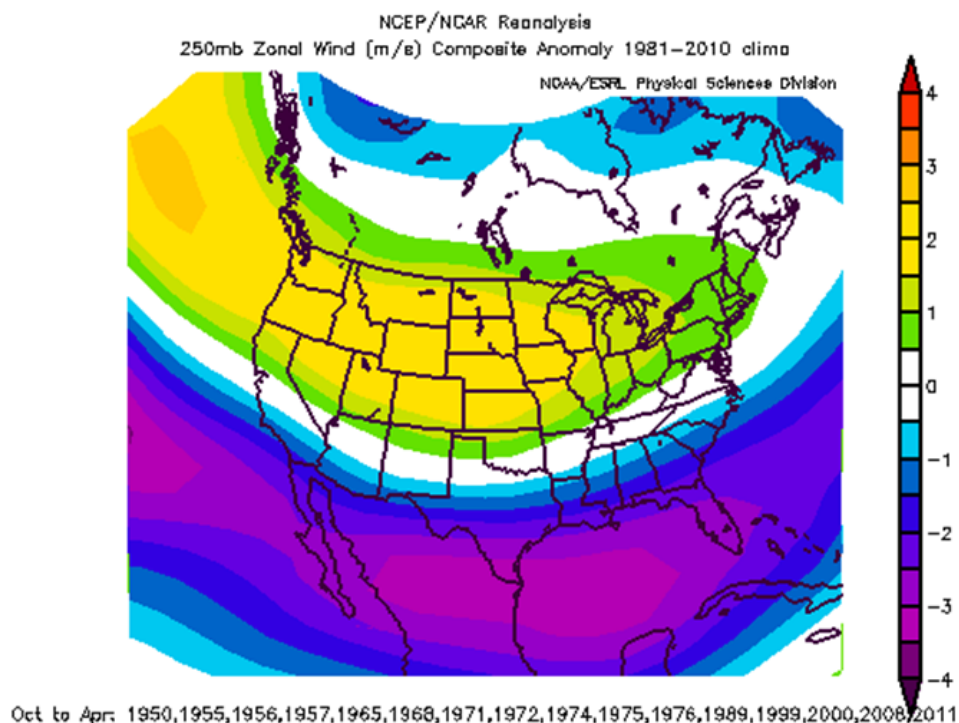 NCEP/NCAR Reanalysis
250mb Zonal Wind (m/s) Composite Anomaly 1981-2010 climo
NOAA/ESRL Physical Sciences Division
4
3
2
1
0
-1
-2
-3
-4
Oct to Apr: 1950,1955,1956,1957,1965,1968,1971,1972,1974,1975,1976,1989,1999,2000,2008,2011